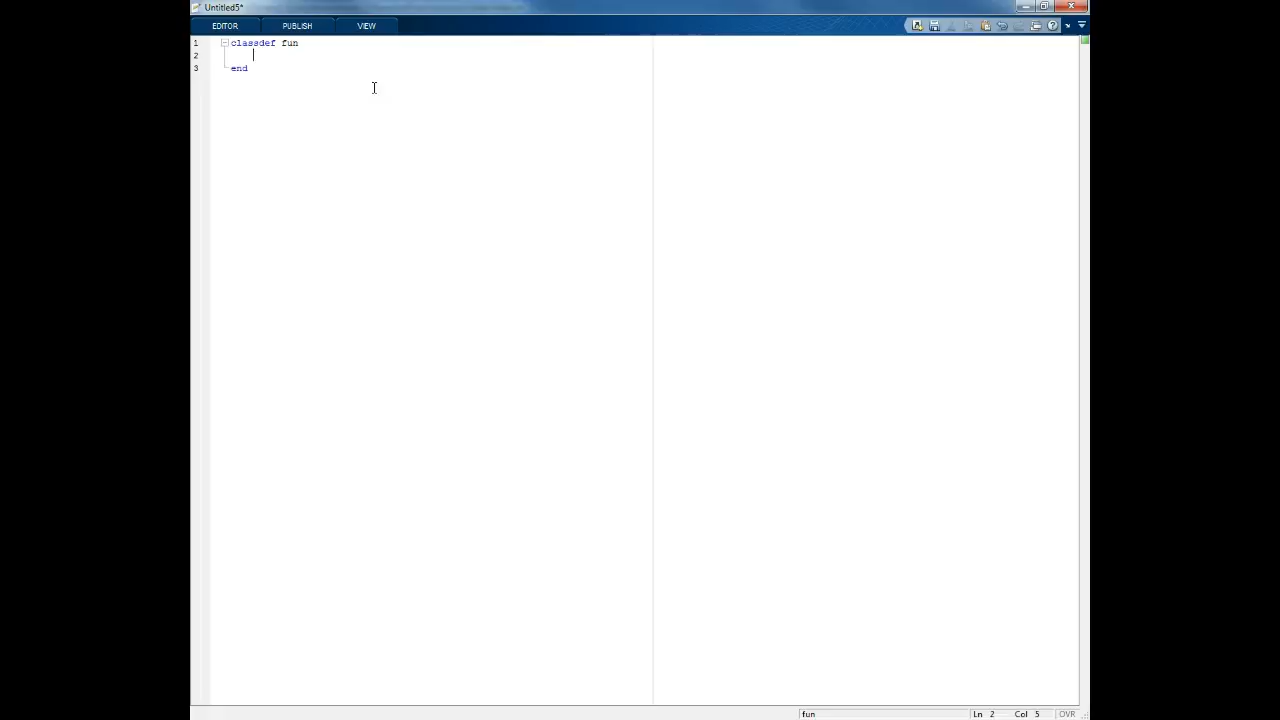 Untitled5*
EDITOR PUBLISH VIEW
1 classdef fun
2
3 end
fun Ln 2 Col 5 OVR